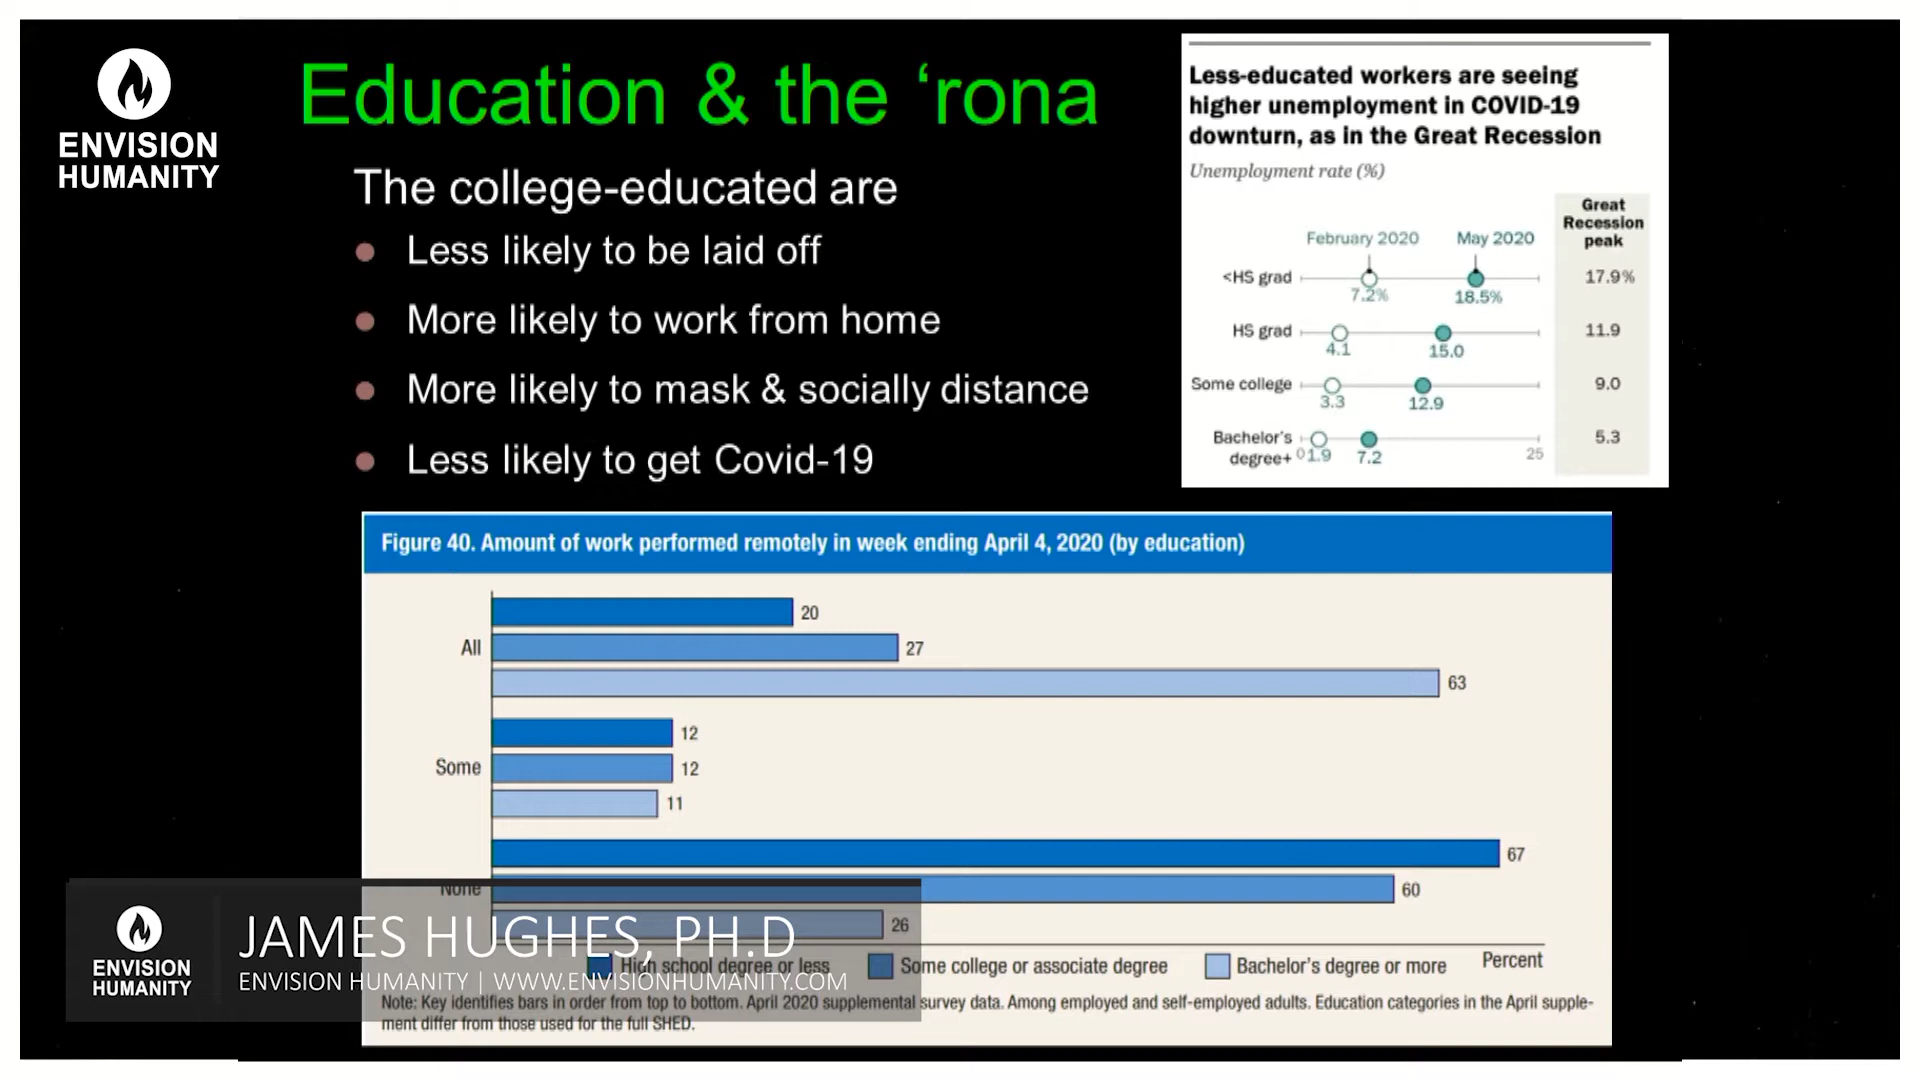 ENVISION
HUMANITY
Education & the ‘rona
The college-educated are
Less likely to be laid off
More likely to work from home
More likely to mask & socially distance
Less likely to get Covid-19
Less-educated workers are seeing
higher unemployment in COVID-19
downturn, as in the Great Recession
Unemployment rate (%)
Great
Recession
peak
February 2020 May 2020
<HS grad 7.2% 18.5% 17.9%
HS grad 4.1 15.0 11.9
Some college 3.3 12.9 9.0
Bachelor’s
degree+ 0 1.9 7.2 25 5.3
Figure 40. Amount of work performed remotely in week ending April 4, 2020 (by education)
All
20
27
63
Some
12
12
11
None
67
60
26
High school degree or less Some college or associate degree Bachelor’s degree or more Percent
Note: Key identifies bars in order from top to bottom. April 2020 supplemental survey data. Among employed and self-employed adults. Education categories in the April supple-
ment differ from those used for the full SHED.
ENVISION
HUMANITY
JAMES HUGHES, PH.D
ENVISION HUMANITY | WWW.ENVISIONHUMANITY.COM